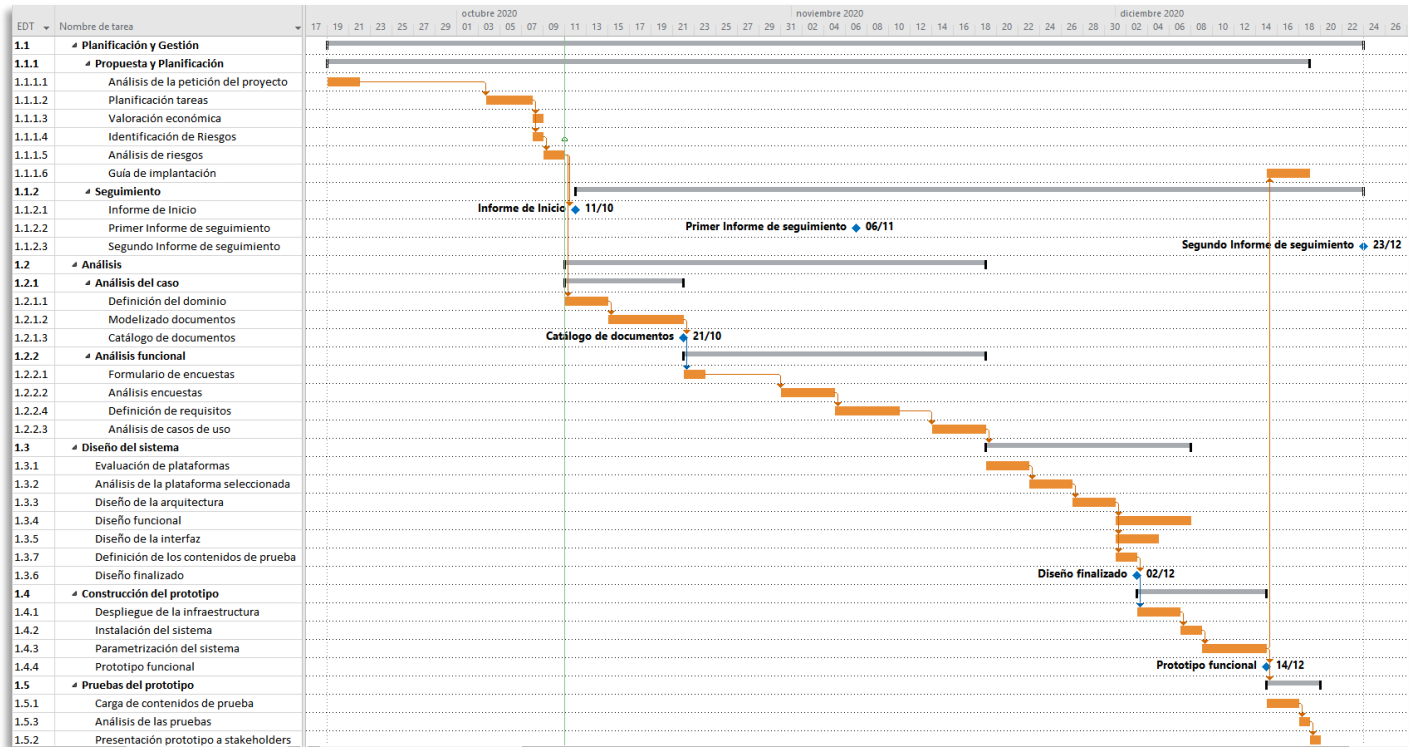 octubre 2020 noviembre 2020 diciembre 2020
EDT Nombre de tarea 17 19 21 23 25 27 29 01 03 05 07 09 11 13 15 17 19 21 23 25 27 29 31 02 04 06 08 10 12 14 16 18 20 22 24 26 28 30 02 04 06 08 10 12 14 16 18 20 22 24 26
1.1 Planificación y Gestión
1.1.1 Propuesta y Planificación
1.1.1.1 Análisis de la petición del proyecto
1.1.1.2 Planificación tareas
1.1.1.3 Valoración económica
1.1.1.4 Identificación de Riesgos
1.1.1.5 Análisis de riesgos
1.1.1.6 Guía de implantación
1.1.2 Seguimiento
1.1.2.1 Informe de Inicio Informe de Inicio 11/10
1.1.2.2 Primer Informe de seguimiento Primer Informe de seguimiento 06/11
1.1.2.3 Segundo Informe de seguimiento Segundo Informe de seguimiento 23/12
1.2 Análisis
1.2.1 Análisis del caso
1.2.1.1 Definición del dominio
1.2.1.2 Modelizado documentos
1.2.1.3 Catálogo de documentos Catálogo de documentos 21/10
1.2.2 Análisis funcional
1.2.2.1 Formulario de encuestas
1.2.2.2 Análisis encuestas
1.2.2.4 Definición de requisitos
1.2.2.3 Análisis de casos de uso
1.3 Diseño del sistema
1.3.1 Evaluación de plataformas
1.3.2 Análisis de la plataforma seleccionada
1.3.3 Diseño de la arquitectura
1.3.4 Diseño funcional
1.3.5 Diseño de la interfaz
1.3.7 Definición de los contenidos de prueba
1.3.6 Diseño finalizado Diseño finalizado 02/12
1.4 Construcción del prototipo
1.4.1 Despliegue de la infraestructura
1.4.2 Instalación del sistema
1.4.3 Parametrización del sistema
1.4.4 Prototipo funcional Prototipo funcional 14/12
1.5 Pruebas del prototipo
1.5.1 Carga de contenidos de prueba
1.5.3 Análisis de las pruebas
1.5.2 Presentación prototipo a stakeholders